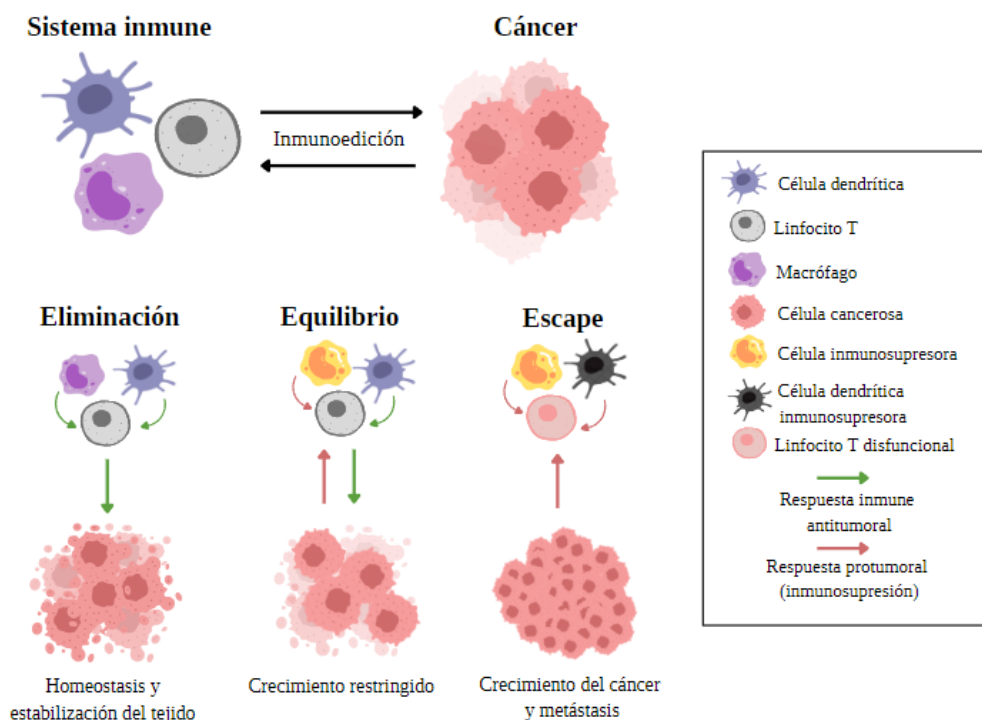 Sistema inmune
Cáncer
Inmunoedición
Eliminación
Equilibrio
Escape
Homeostasis y
estabilización del tejido
Crecimiento restringido
Crecimiento del cáncer
y metástasis
Célula dendrítica
Linfocito T
Macrófago
Célula cancerosa
Célula inmunosupresora
Célula dendrítica
inmunosupresora
Linfocito T disfuncional
Respuesta inmune
antitumoral
Respuesta protumoral
(inmunosupresión)